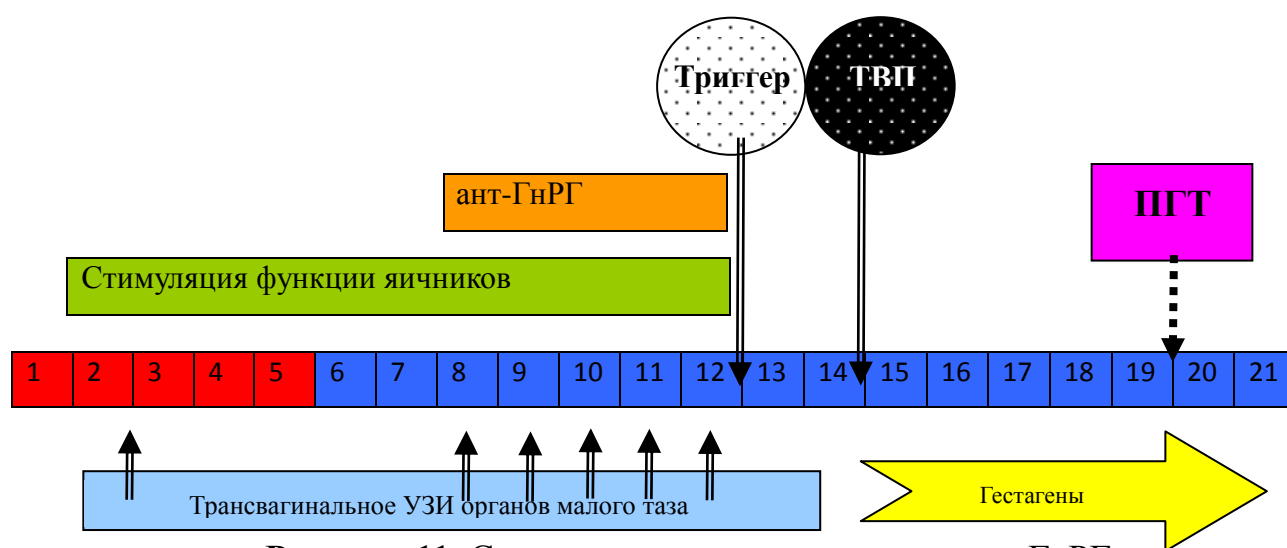 Триггер
ТВП
ант-ГнРГ
ПГТ
Стимуляция функции яичников
1 2 3 4 5 6 7 8 9 10 11 12 13 14 15 16 17 18 19 20 21
Трансвагинальное УЗИ органов малого таза
Гестагены